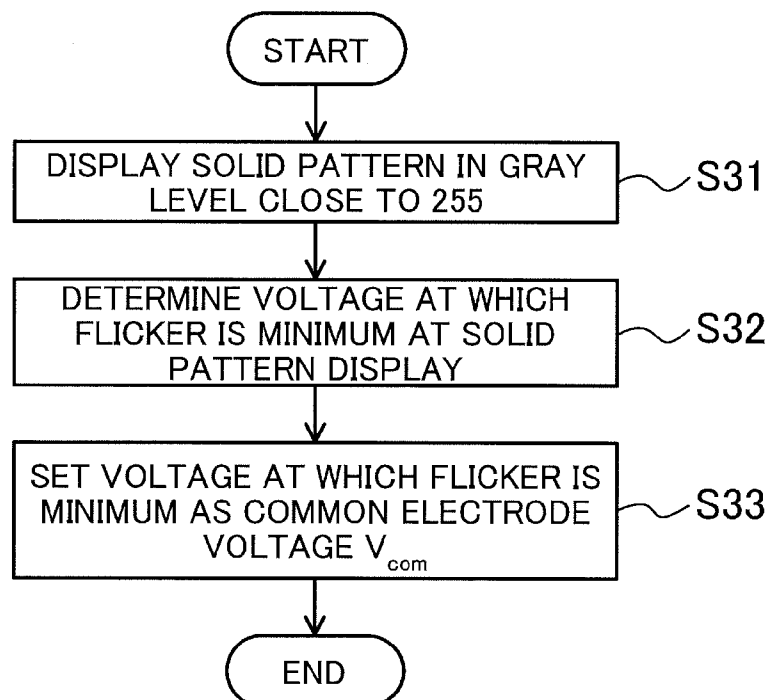 START
DISPLAY SOLID PATTERN IN GRAY
LEVEL CLOSE TO 255
S31
DETERMINE VOLTAGE AT WHICH
FLICKER IS MINIMUM AT SOLID
PATTERN DISPLAY
S32
SET VOLTAGE AT WHICH FLICKER IS
MINIMUM AS COMMON ELECTRODE
VOLTAGE Vcom
S33
END